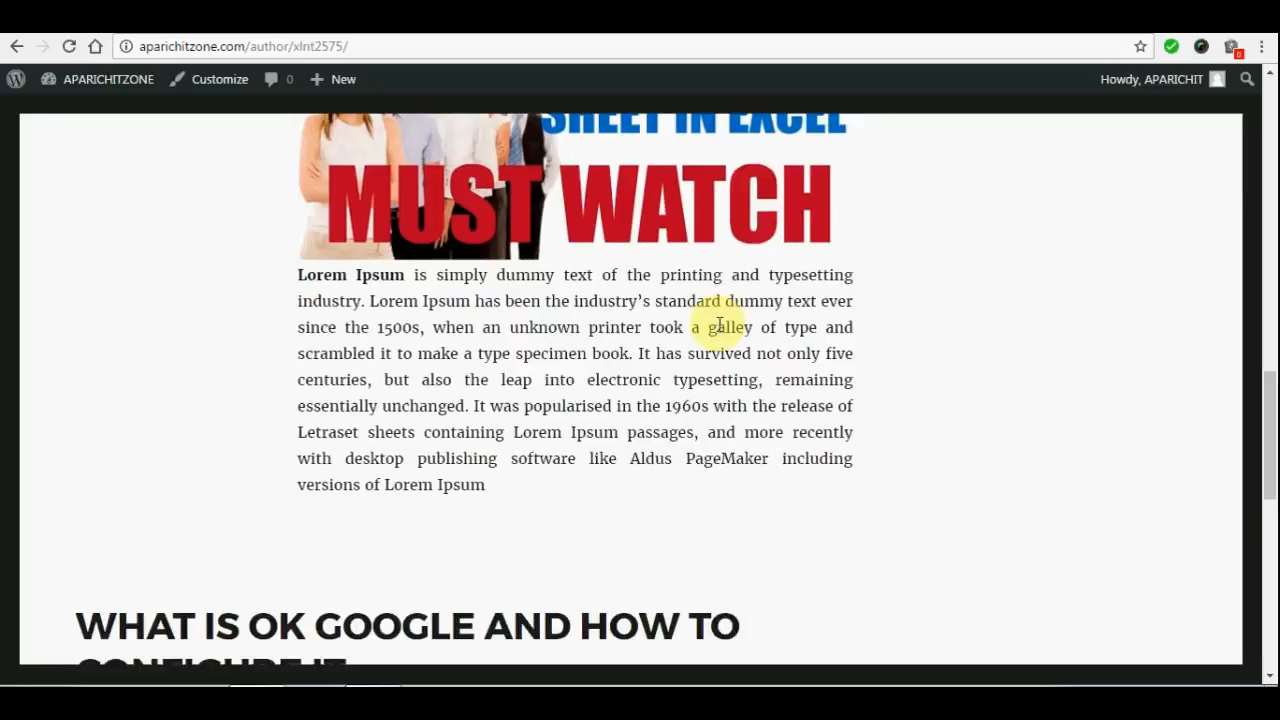 aparichitzone.com/author/xlnt2575/
APARICHITZONE Customize 0 New Howdy, APARICHIT
SHEET IN EXCEL
MUST WATCH
Lorem Ipsum is simply dummy text of the printing and typesetting
industry. Lorem Ipsum has been the industry’s standard dummy text ever
since the 1500s, when an unknown printer took a galley of type and
scrambled it to make a type specimen book. It has survived not only five
centuries, but also the leap into electronic typesetting, remaining
essentially unchanged. It was popularised in the 1960s with the release of
Letraset sheets containing Lorem Ipsum passages, and more recently
with desktop publishing software like Aldus PageMaker including
versions of Lorem Ipsum
WHAT IS OK GOOGLE AND HOW TO
CONFIGURE IT